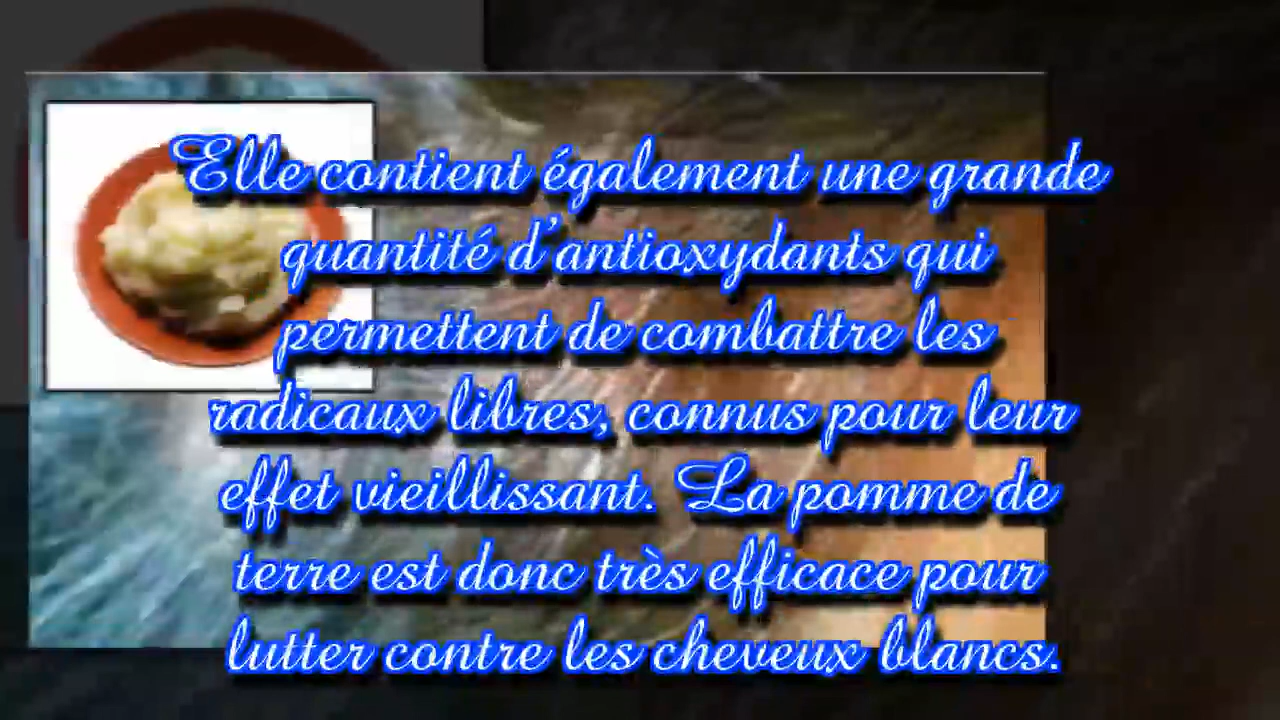 Elle contient également une grande
quantité d'antioxydants qui
permettent de combattre les
radicaux libres, connus pour leur
effet vieillissant. La pomme de
terre est donc très efficace pour
lutter contre les cheveux blancs.